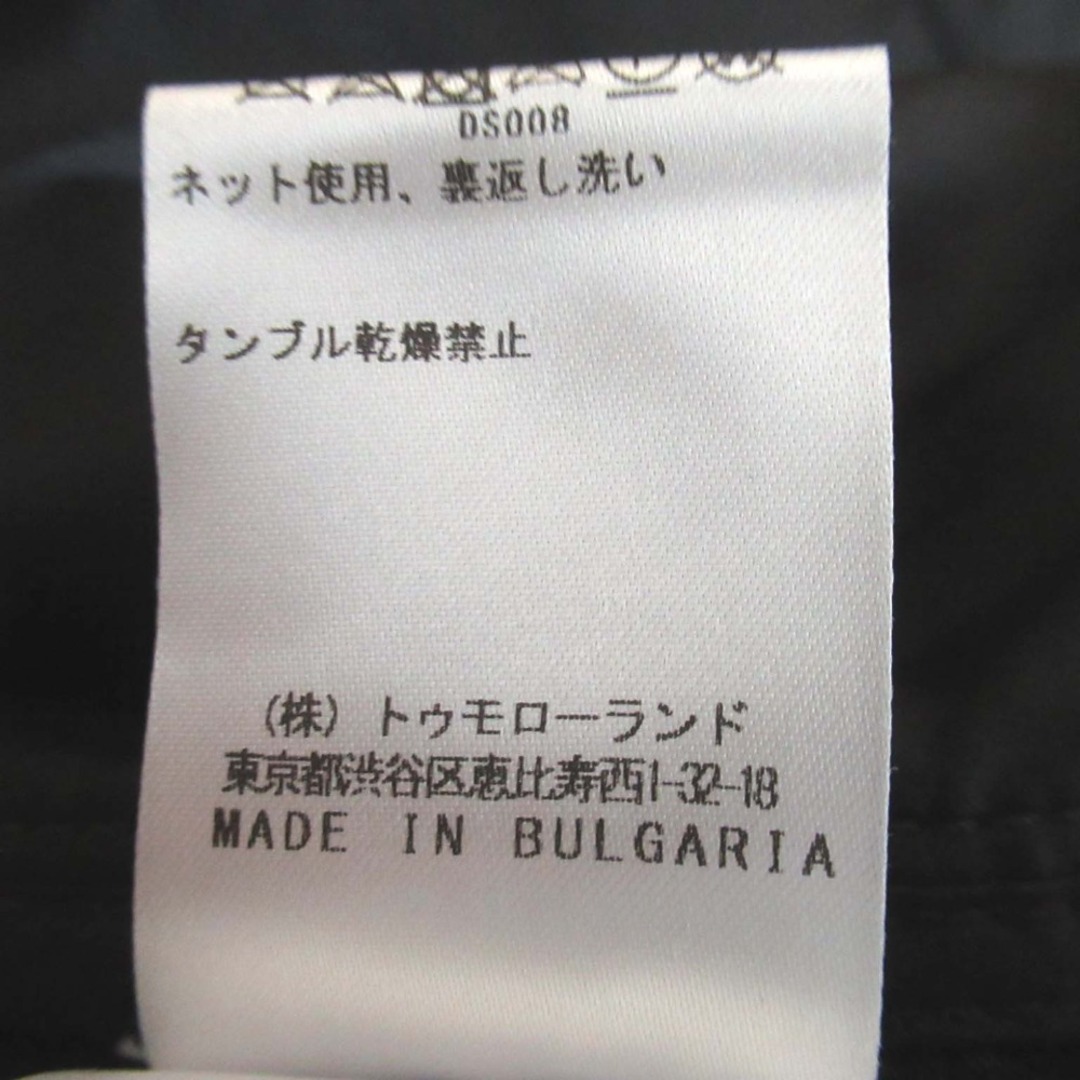 DS008
ネット使用、裏返し洗い
タンブル乾燥禁止
(株) トゥモローランド
東京都渋谷区恵比寿西1-32-18
MADE IN BULGARIA